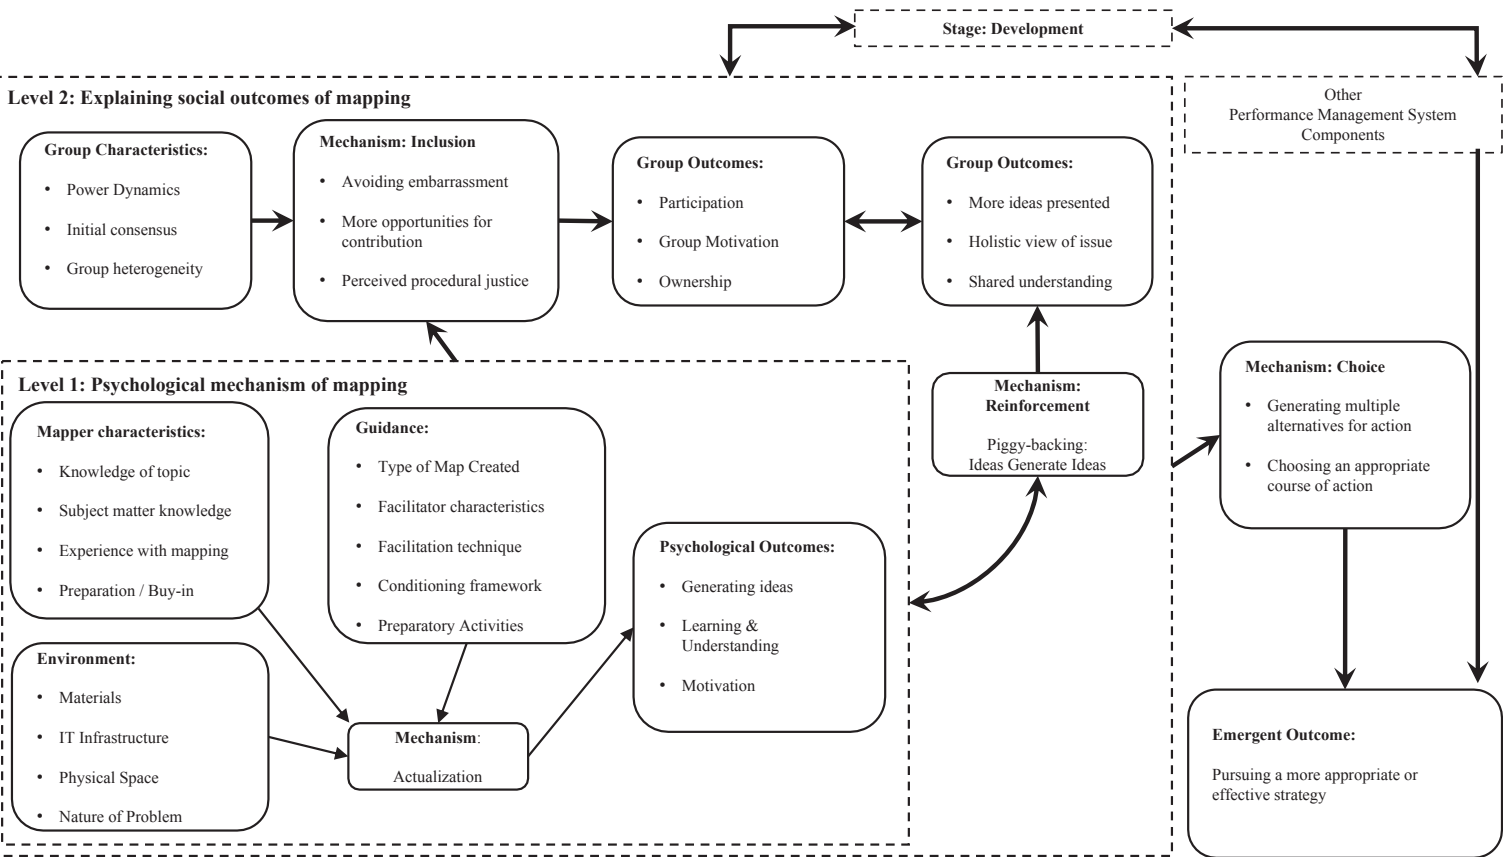 Stage: Development
Level 2: Explaining social outcomes of mapping
Other
Performance Management System
Components
Group Characteristics:
• Power Dynamics
• Initial consensus
• Group heterogeneity
Mechanism: Inclusion
• Avoiding embarrassment
• More opportunities for
contribution
• Perceived procedural justice
Group Outcomes:
• Participation
• Group Motivation
• Ownership
Group Outcomes:
• More ideas presented
• Holistic view of issue
• Shared understanding
Level 1: Psychological mechanism of mapping
Mapper characteristics:
• Knowledge of topic
• Subject matter knowledge
• Experience with mapping
• Preparation / Buy-in
Guidance:
• Type of Map Created
• Facilitator characteristics
• Facilitation technique
• Conditioning framework
• Preparatory Activities
Mechanism:
Reinforcement
Piggy-backing:
Ideas Generate Ideas
Mechanism: Choice
• Generating multiple
alternatives for action
• Choosing an appropriate
course of action
Psychological Outcomes:
• Generating ideas
• Learning &
Understanding
• Motivation
Environment:
• Materials
• IT Infrastructure
• Physical Space
• Nature of Problem
Mechanism:
Actualization
Emergent Outcome:
Pursuing a more appropriate or
effective strategy